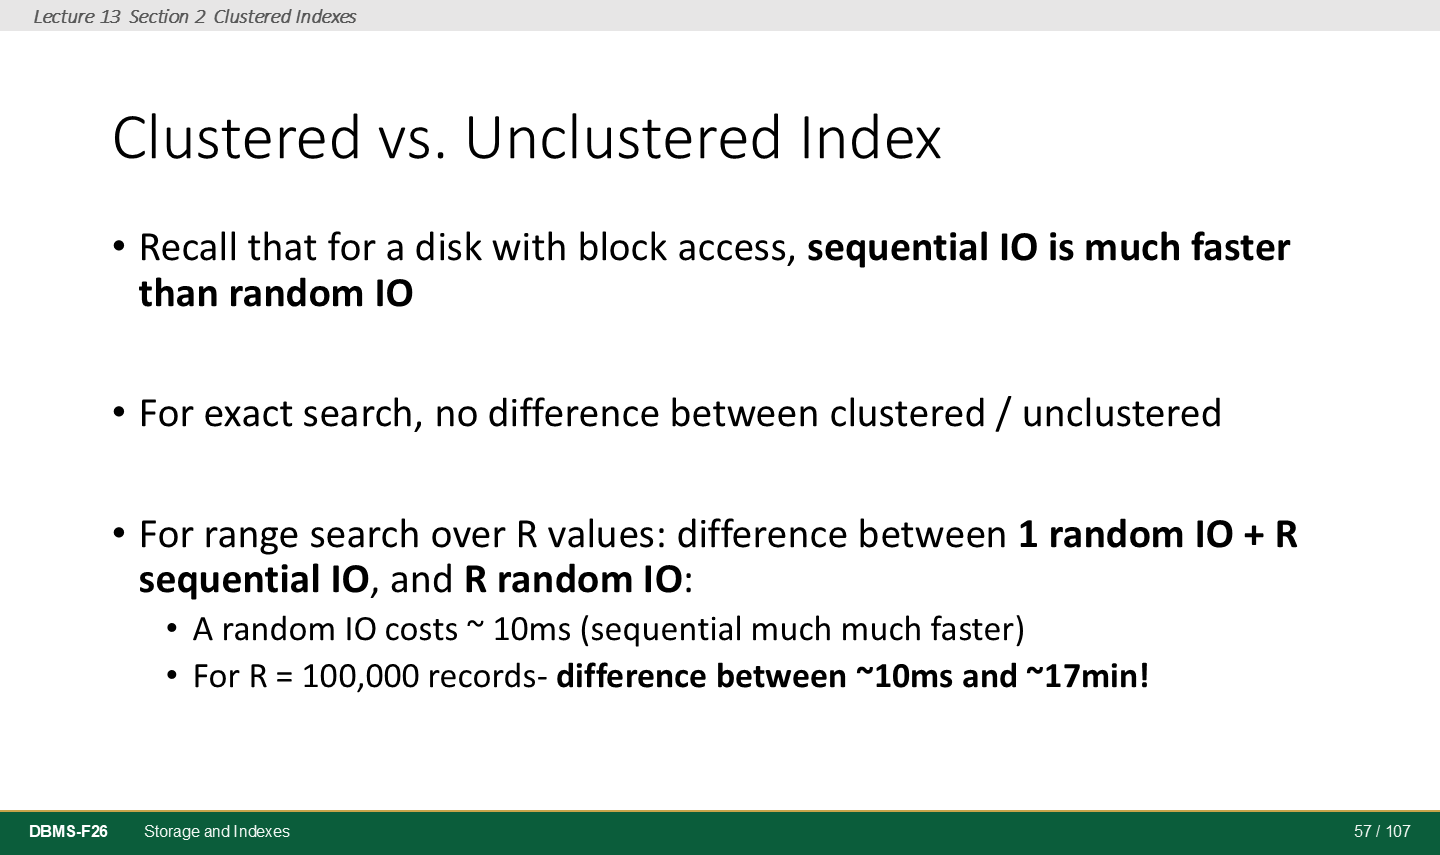 Lecture 13 Section 2 Clustered Indexes
Clustered vs. Unclustered Index
• Recall that for a disk with block access, sequential IO is much faster
than random IO
• For exact search, no difference between clustered / unclustered
• For range search over R values: difference between 1 random IO + R
sequential IO, and R random IO:
• A random IO costs ~ 10ms (sequential much much faster)
• For R = 100,000 records- difference between ~10ms and ~17min!
DBMS-F26 Storage and Indexes 57 / 107